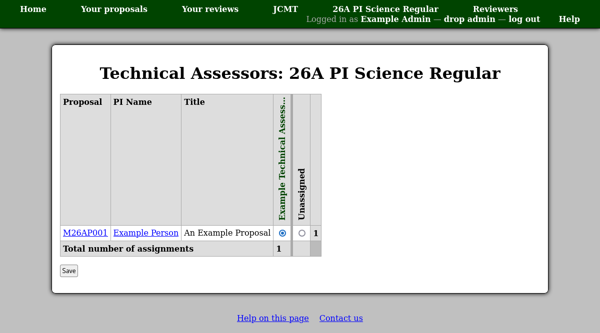 Home Your proposals Your reviews JCMT 26A PI Science Regular Reviewers
Logged in as Example Admin — drop admin — log out Help
Technical Assessors: 26A PI Science Regular
Proposal PI Name Title Example Technical Assess... Unassigned
M26AP001 Example Person An Example Proposal 1
Total number of assignments 1
Save
Help on this page Contact us